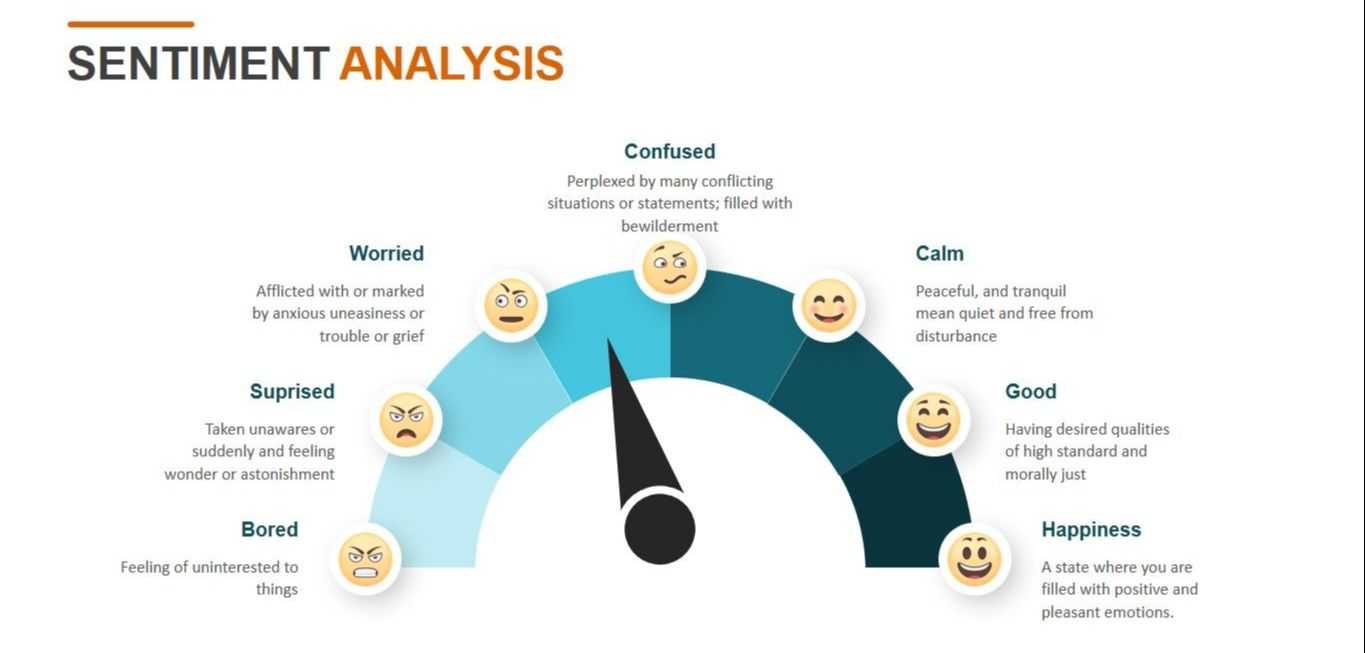 SENTIMENT ANALYSIS
Confused
Perplexed by many conflicting
situations or statements; filled with
bewilderment
Worried
Afflicted with or marked
by anxious uneasiness or
trouble or grief
Calm
Peaceful, and tranquil
mean quiet and free from
disturbance
Suprised
Taken unawares or
suddenly and feeling
wonder or astonishment
Good
Having desired qualities
of high standard and
morally just
Bored
Feeling of uninterested to
things
Happiness
A state where you are
filled with positive and
pleasant emotions.